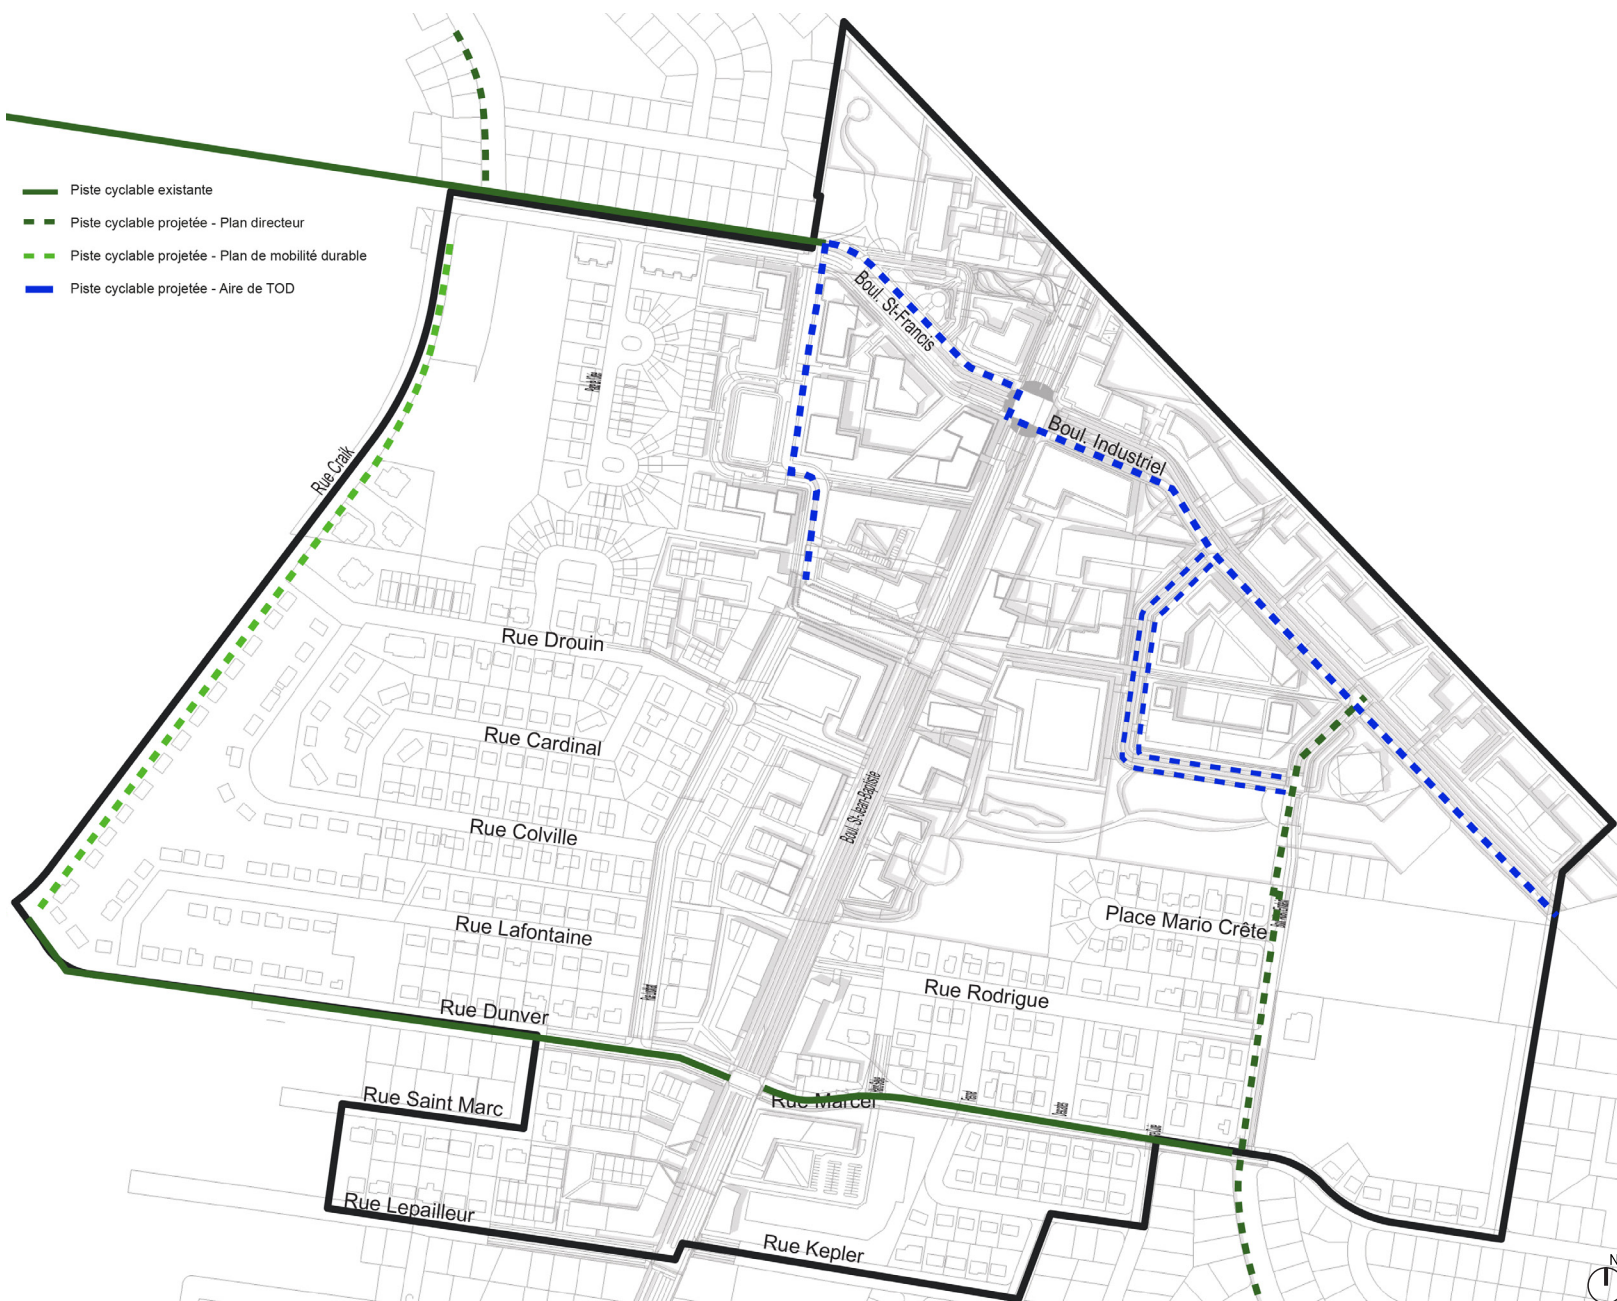 Piste cyclable existante
Piste cyclable projetée - Plan directeur
Piste cyclable projetée - Plan de mobilité durable
Piste cyclable projetée - Aire de TOD
Boul. St-Francis
Boul. Industriel
Rue Craik
Rue Drouin
Rue Cardinal
Boul. St-Jean-Baptiste
Rue Colville
Place Mario Crête
Rue Lafontaine
Rue Rodrigue
Rue Dunver
Rue Marcel
Rue Saint Marc
Rue Lepailleur
Rue Kepler
N